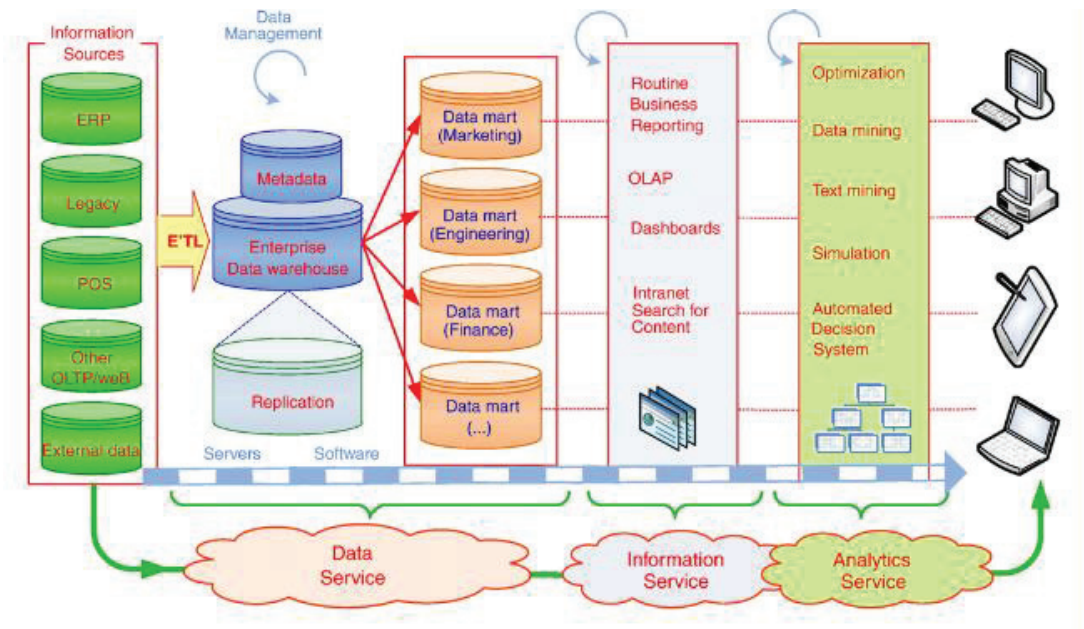 Information
Sources
ERP
Legacy
POS
Other
OLTP/weB
External data
E'TL
Data
Management
Metadata
Enterprise
Data warehouse
Replication
Servers
Software
Data mart
(Marketing)
Data mart
(Engineering)
Data mart
(Finance)
Data mart
(...)
Routine
Business
Reporting
OLAP
Dashboards
Intranet
Search for
Content
Optimization
Data mining
Text mining
Simulation
Automated
Decision
System
Data
Service
Information
Service
Analytics
Service